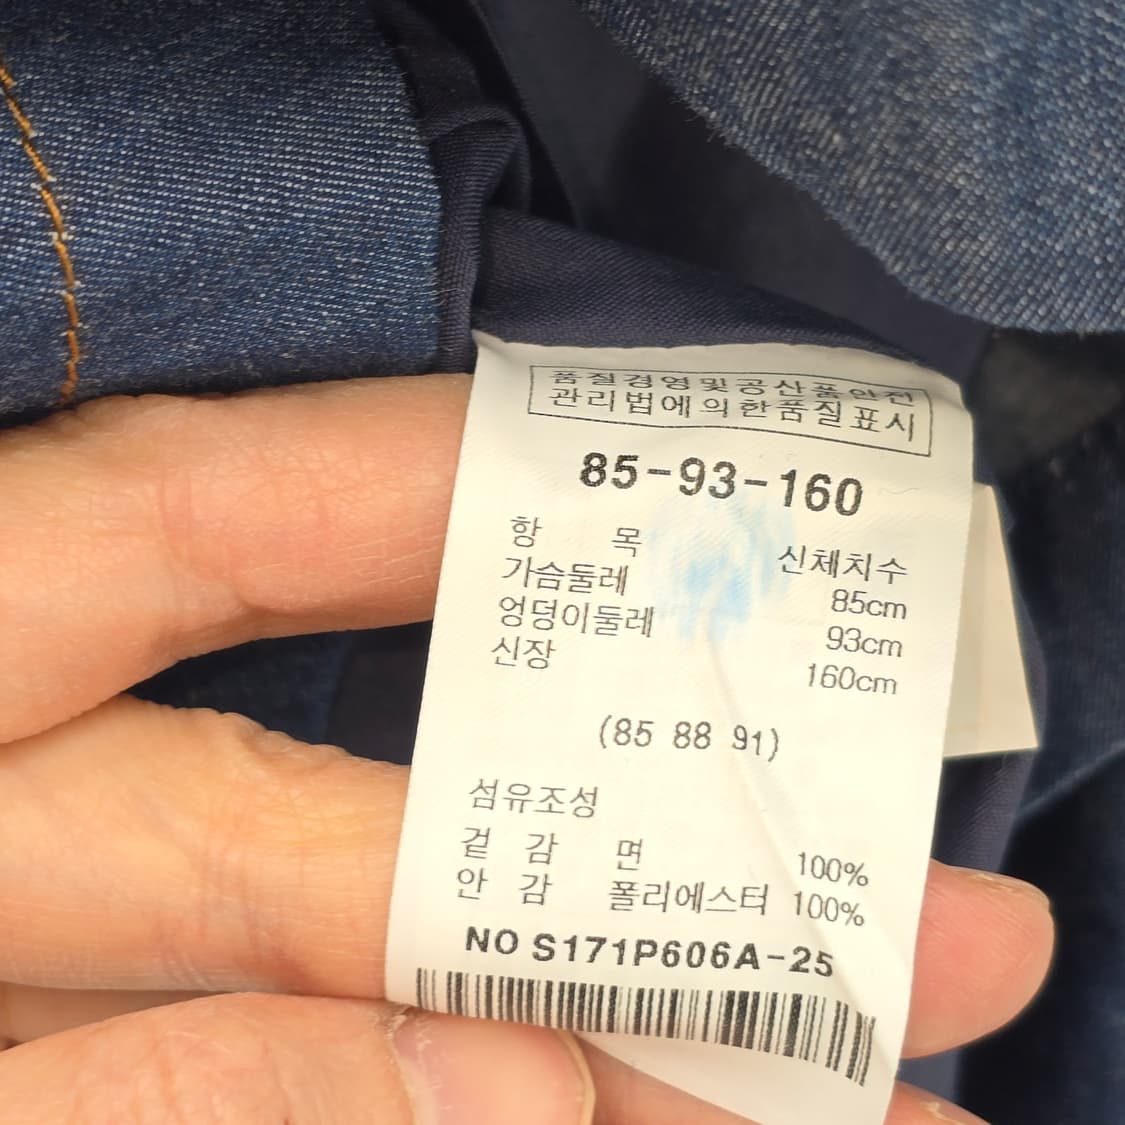 품질경영및공산품안전
관리법에의한품질표시
85-93-160
항 목 신체치수
가슴둘레 85cm
엉덩이둘레 93cm
신장 160cm
(85 88 91)
섬유조성
겉 감 면 100%
안 감 폴리에스터 100%
NO S171P606A-25